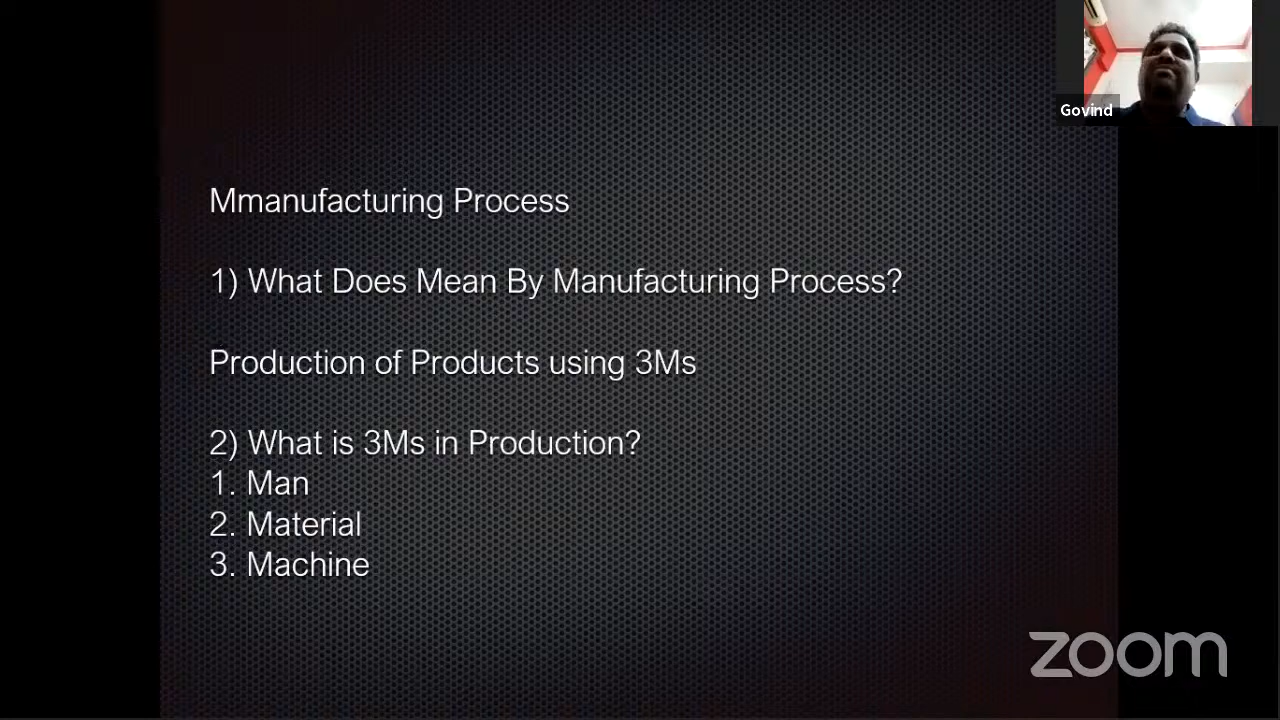 Govind
Mmanufacturing Process
1) What Does Mean By Manufacturing Process?
Production of Products using 3Ms
2) What is 3Ms in Production?
1. Man
2. Material
3. Machine
zoom